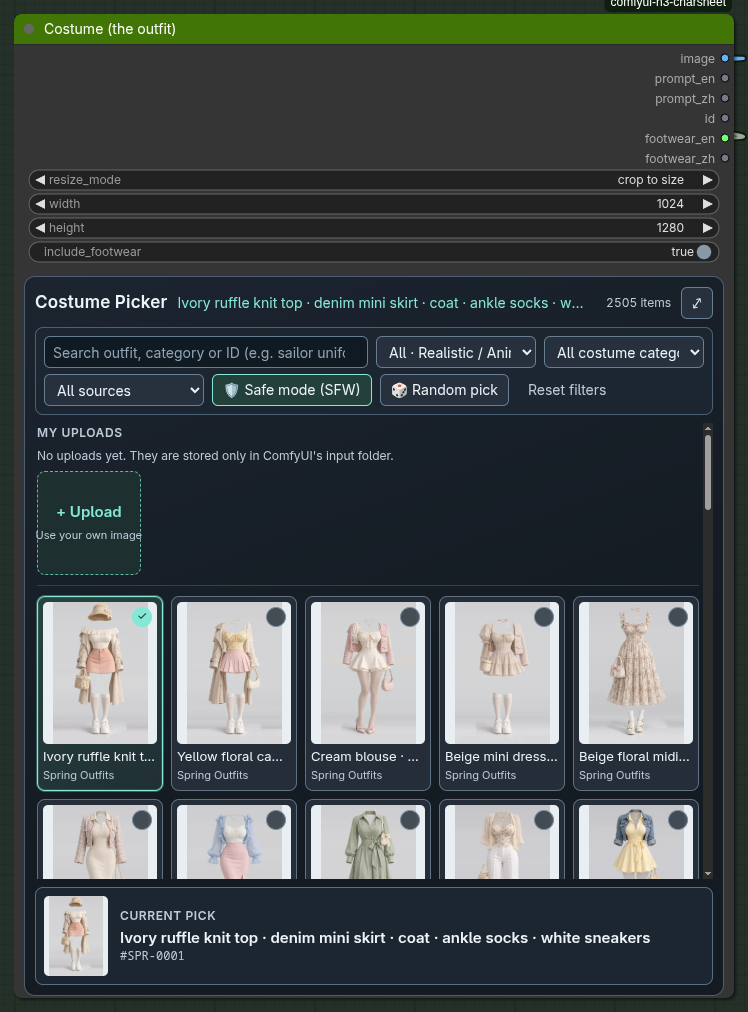 comfyui-h3-charsheet
Costume (the outfit)
image
prompt_en
prompt_zh
id
footwear_en
footwear_zh
resize_mode crop to size
width 1024
height 1280
include_footwear true
Costume Picker Ivory ruffle knit top · denim mini skirt · coat · ankle socks · w... 2505 items
Search outfit, category or ID (e.g. sailor unifo All · Realistic / Anir All costume catego
All sources Safe mode (SFW) Random pick Reset filters
MY UPLOADS
No uploads yet. They are stored only in ComfyUI's input folder.
+ Upload
Use your own image
Ivory ruffle knit t... Yellow floral ca... Cream blouse · ... Beige mini dress... Beige floral midi...
Spring Outfits Spring Outfits Spring Outfits Spring Outfits Spring Outfits
CURRENT PICK
Ivory ruffle knit top · denim mini skirt · coat · ankle socks · white sneakers
#SPR-0001